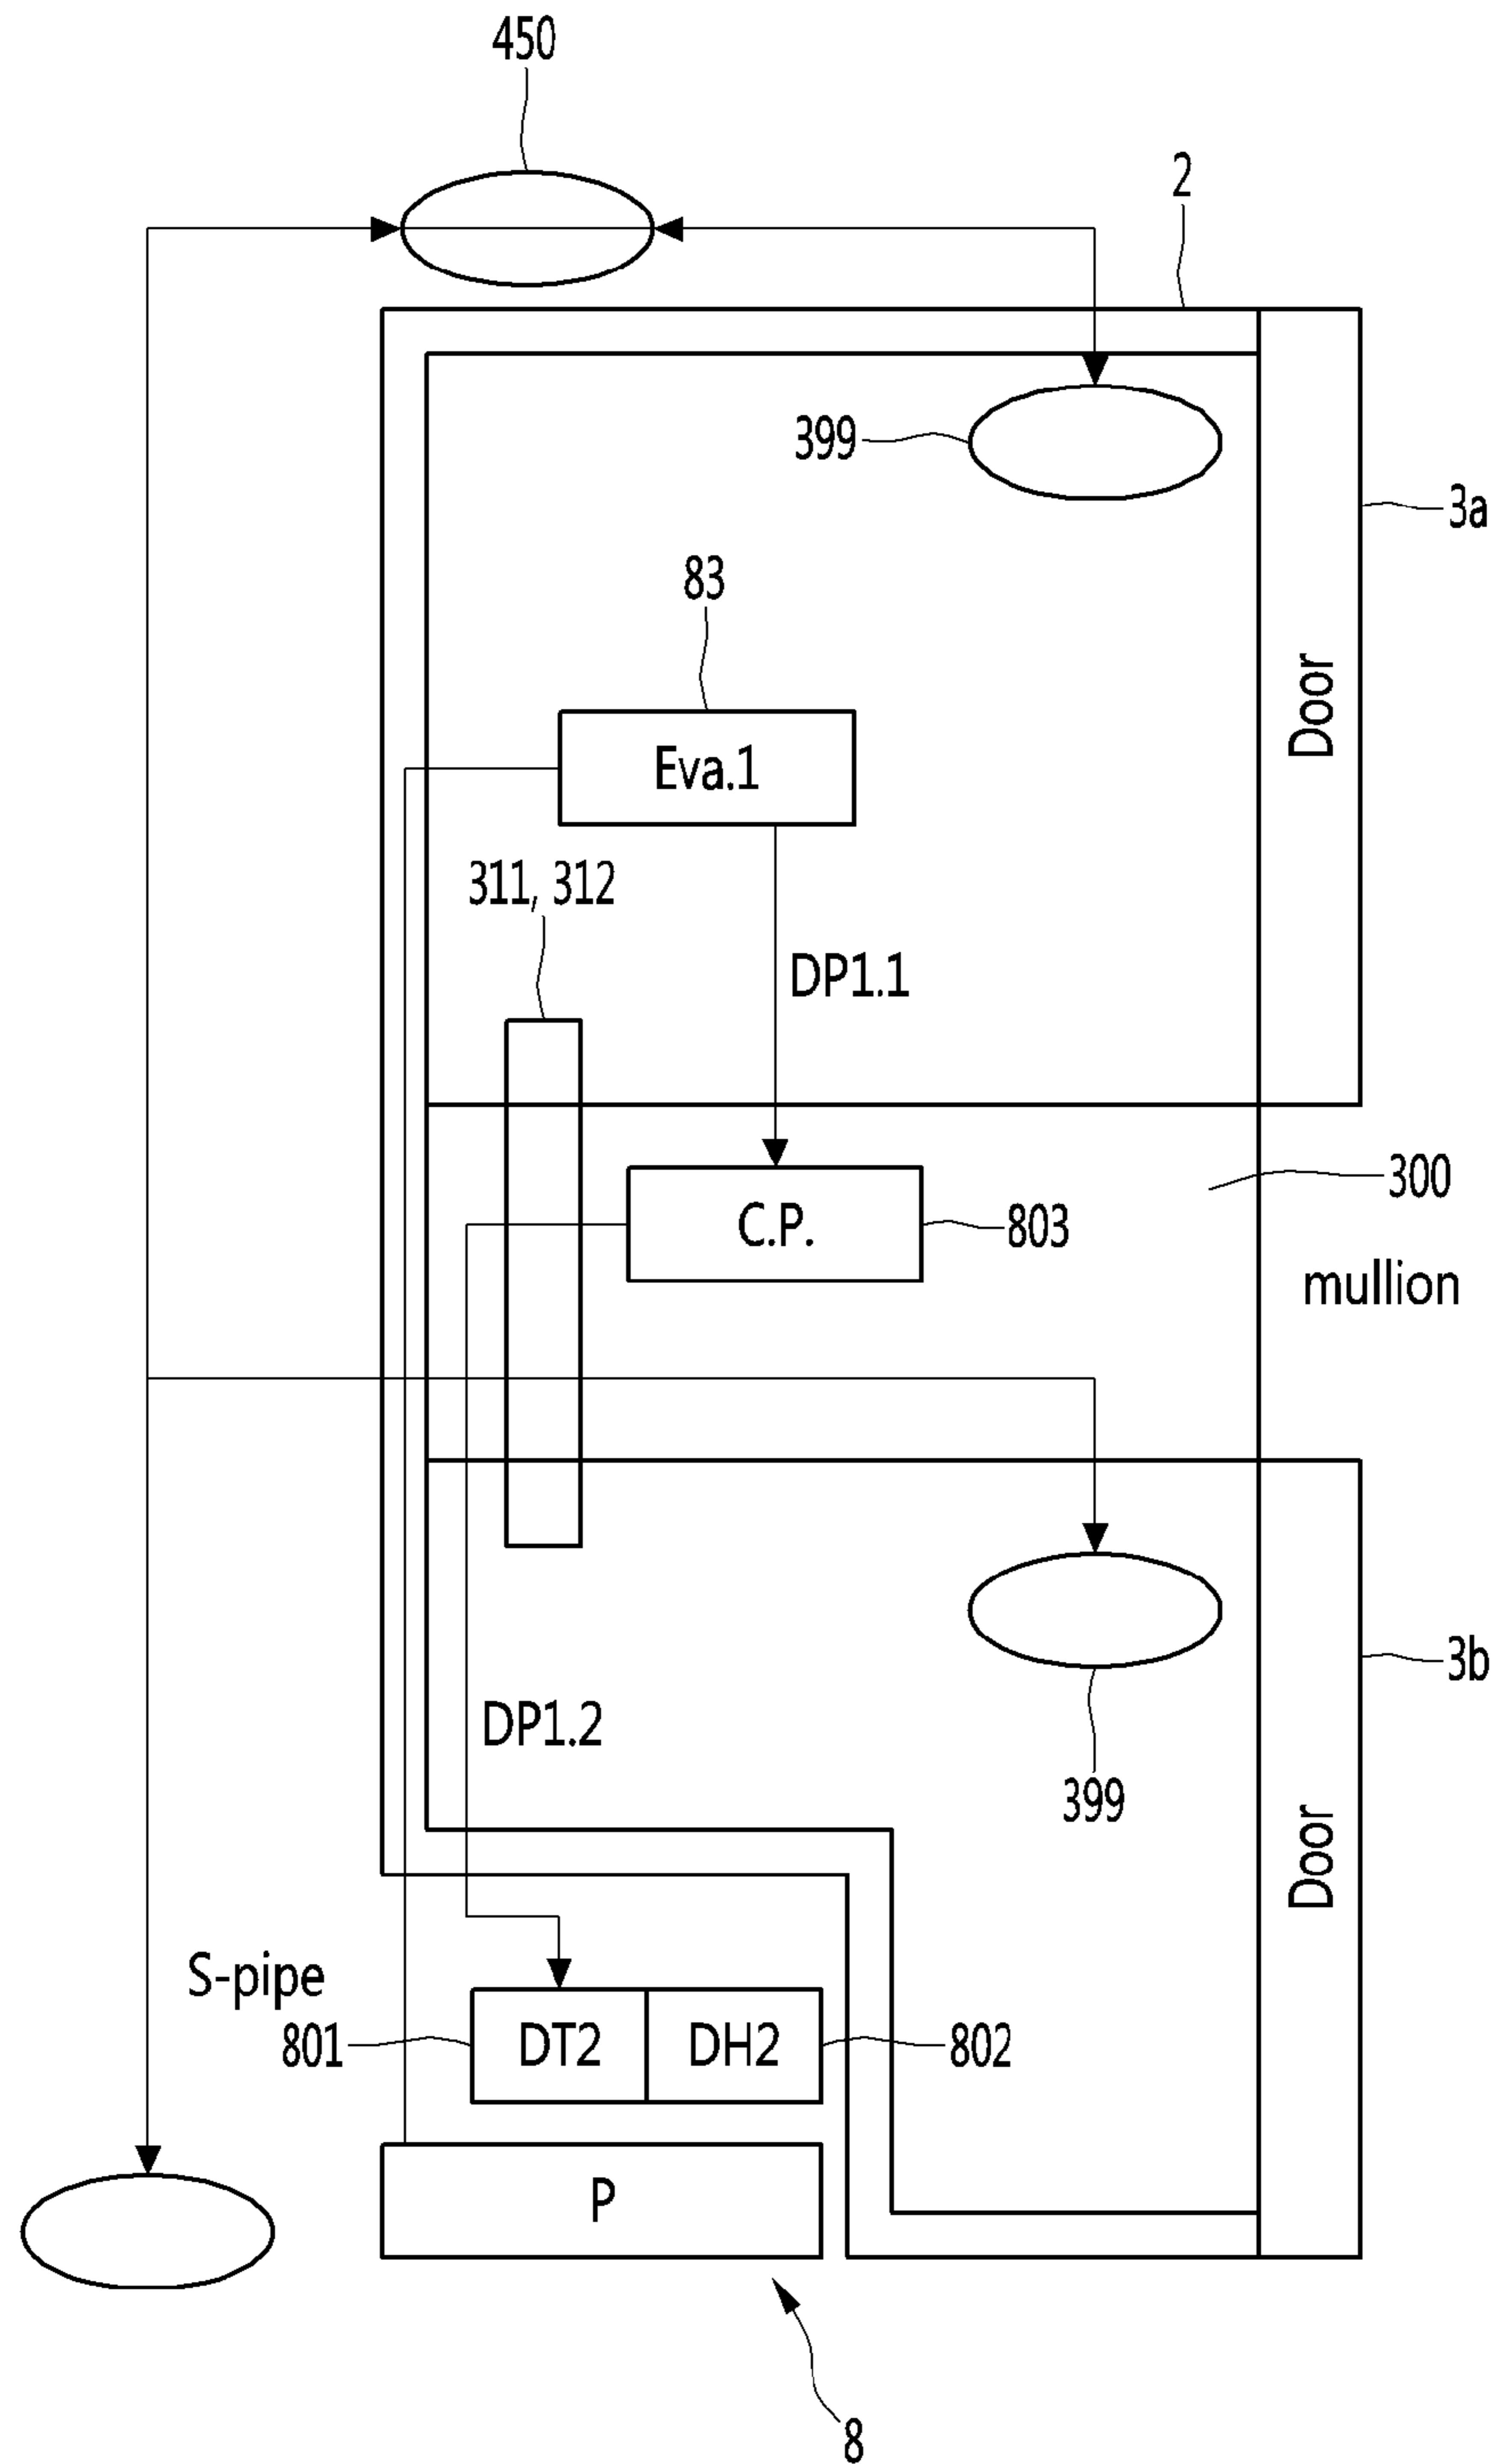 450
2
399
3a
83
Door
Eva.1
311, 312
DP1.1
300
C.P.
803
mullion
3b
DP1.2
399
Door
S-pipe
801
DT2
DH2
802
P
8